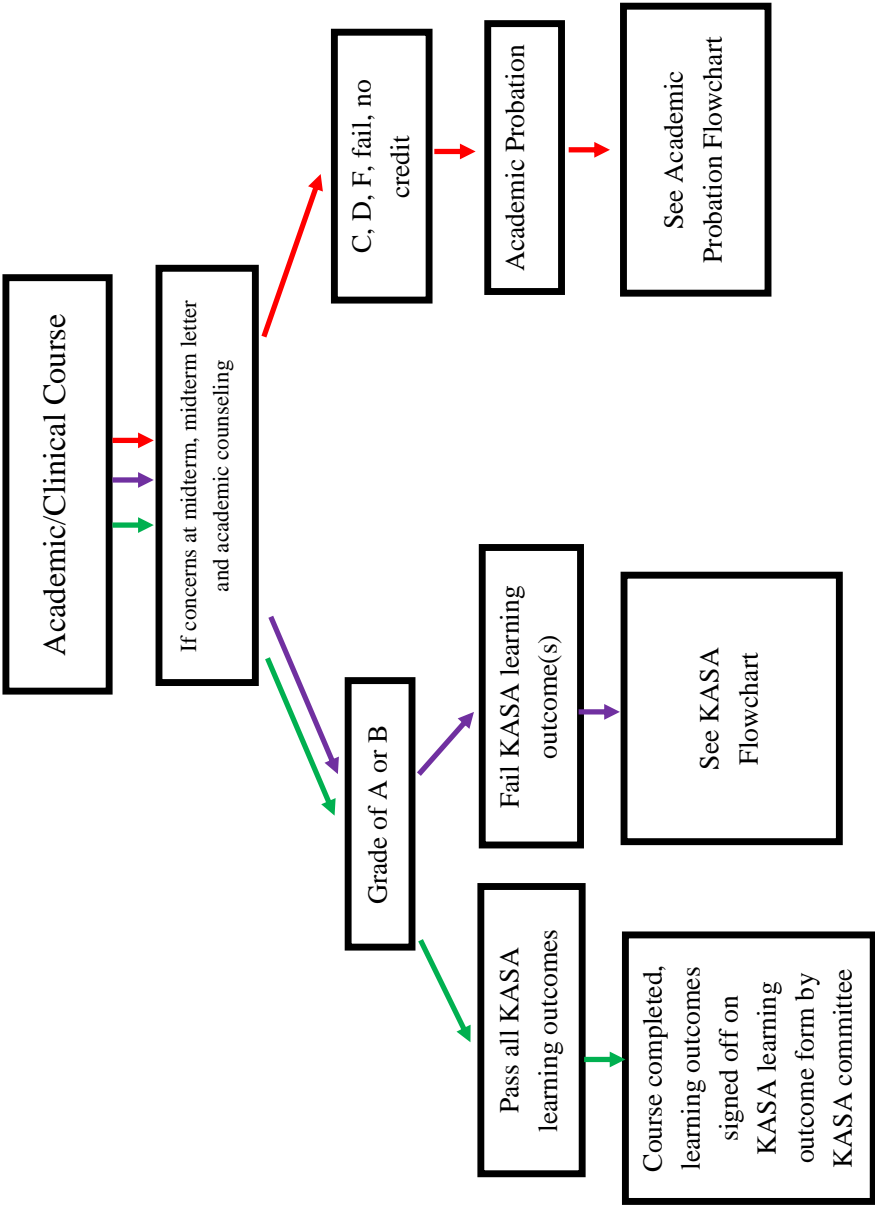 Academic/Clinical Course
If concerns at midterm, midterm letter
and academic counseling
Grade of A or B
C, D, F, fail, no
credit
Pass all KASA
learning outcomes
Fail KASA learning
outcome(s)
Academic Probation
Course completed,
learning outcomes
signed off on
KASA learning
outcome form by
KASA committee
See KASA
Flowchart
See Academic
Probation Flowchart